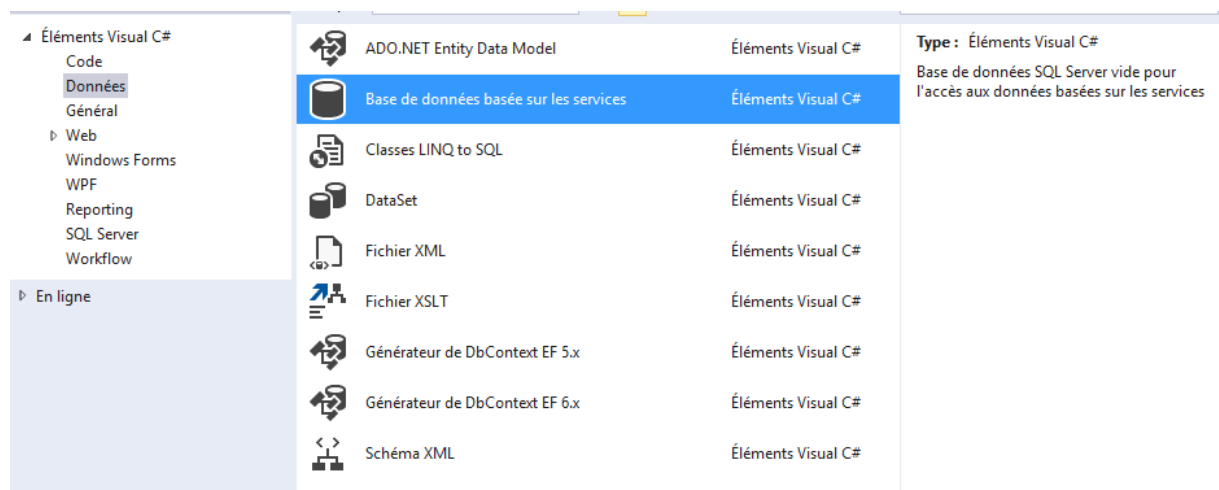 Éléments Visual C#
Code
Données
Général
Web
Windows Forms
WPF
Reporting
SQL Server
Workflow
En ligne
ADO.NET Entity Data Model Éléments Visual C#
Base de données basée sur les services Éléments Visual C#
Classes LINQ to SQL Éléments Visual C#
DataSet Éléments Visual C#
Fichier XML Éléments Visual C#
Fichier XSLT Éléments Visual C#
Générateur de DbContext EF 5.x Éléments Visual C#
Générateur de DbContext EF 6.x Éléments Visual C#
Schéma XML Éléments Visual C#
Type : Éléments Visual C#
Base de données SQL Server vide pour
l'accès aux données basées sur les services